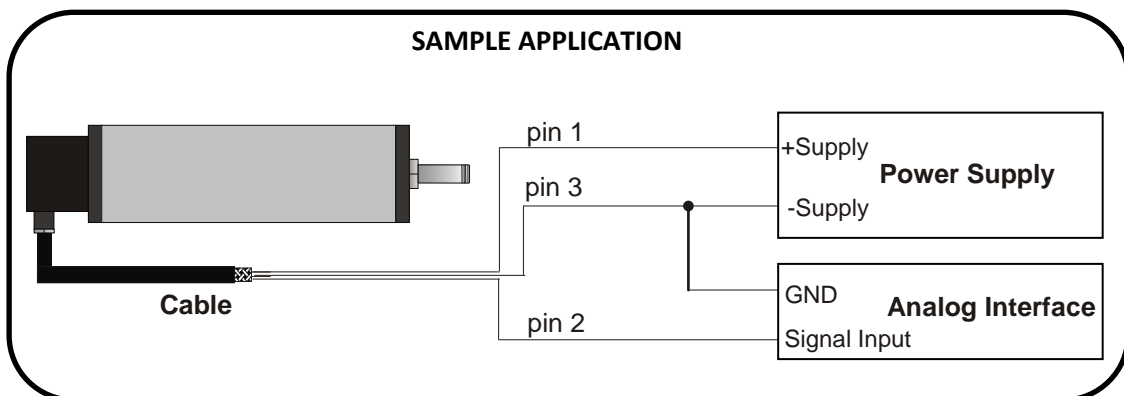 SAMPLE APPLICATION
pin 1
+Supply
Power Supply
pin 3
-Supply
Cable
GND
Analog Interface
pin 2
Signal Input